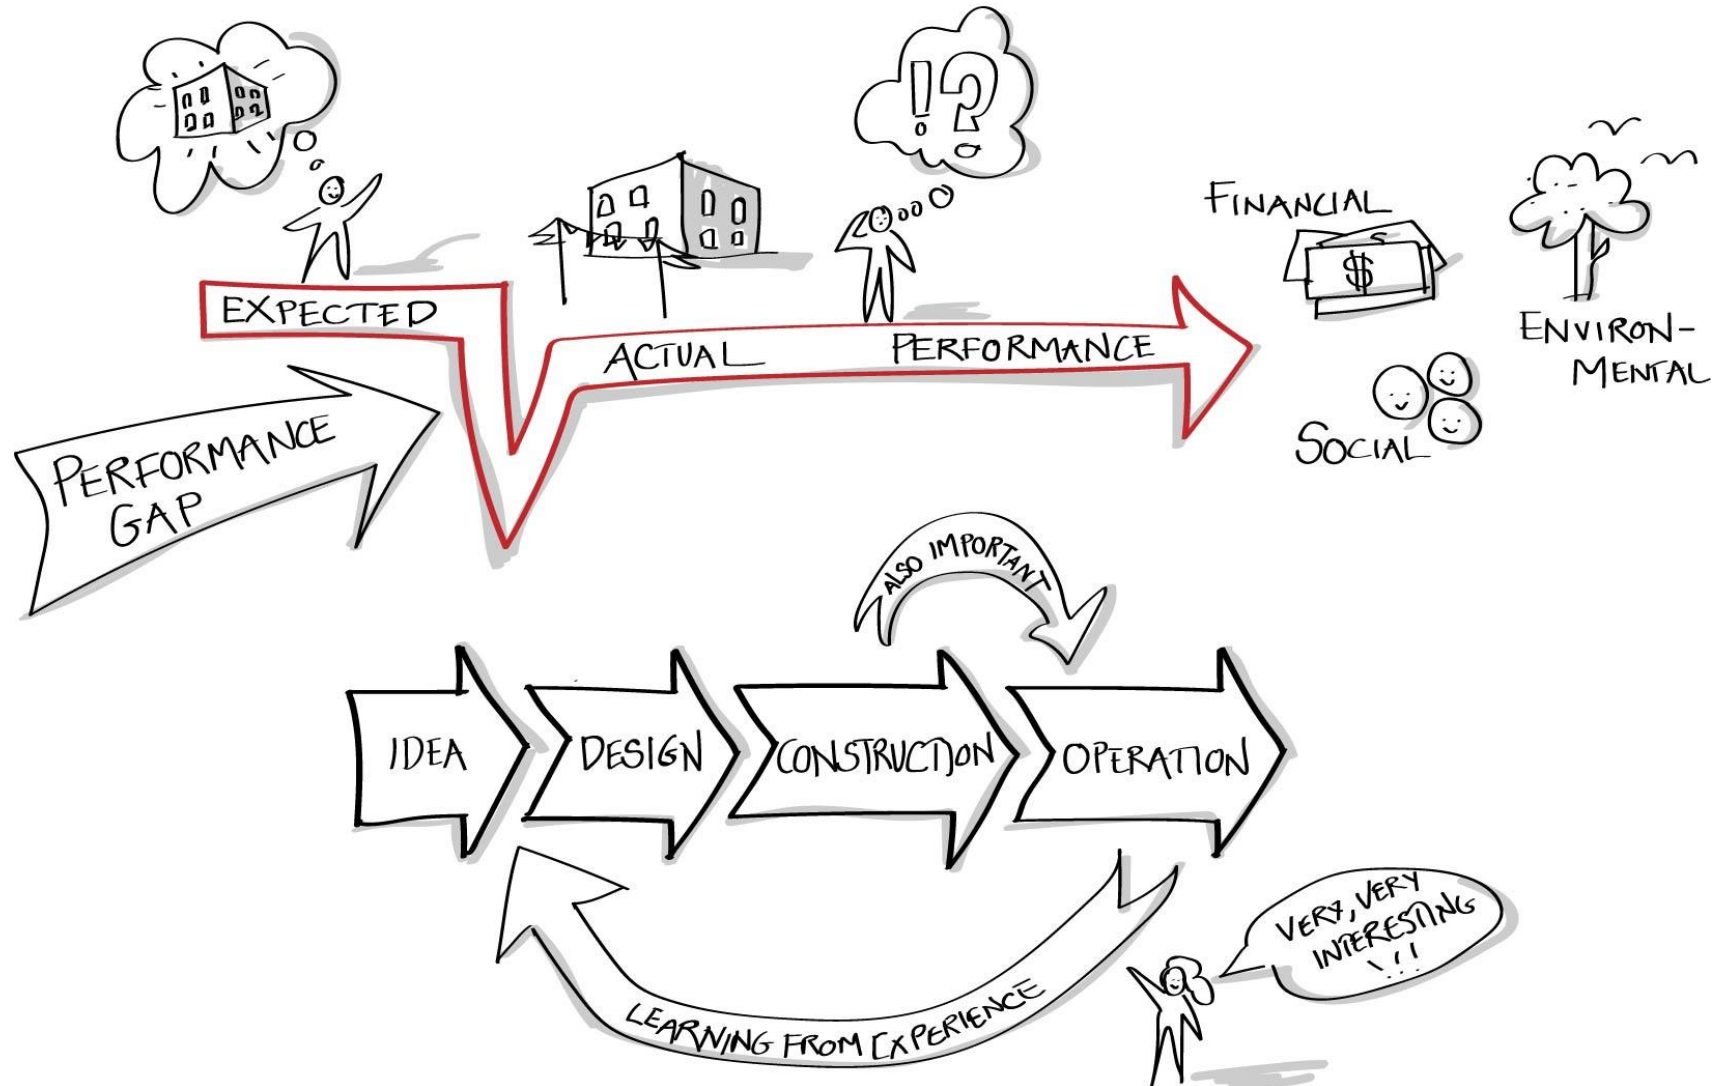 !?
EXPECTED
ACTUAL PERFORMANCE
PERFORMANCE
GAP
FINANCIAL
$
ENVIRON-
MENTAL
SOCIAL
ALSO IMPORTANT
IDEA
DESIGN
CONSTRUCTION
OPERATION
LEARNING FROM EXPERIENCE
VERY, VERY
INTERESTING
!!!